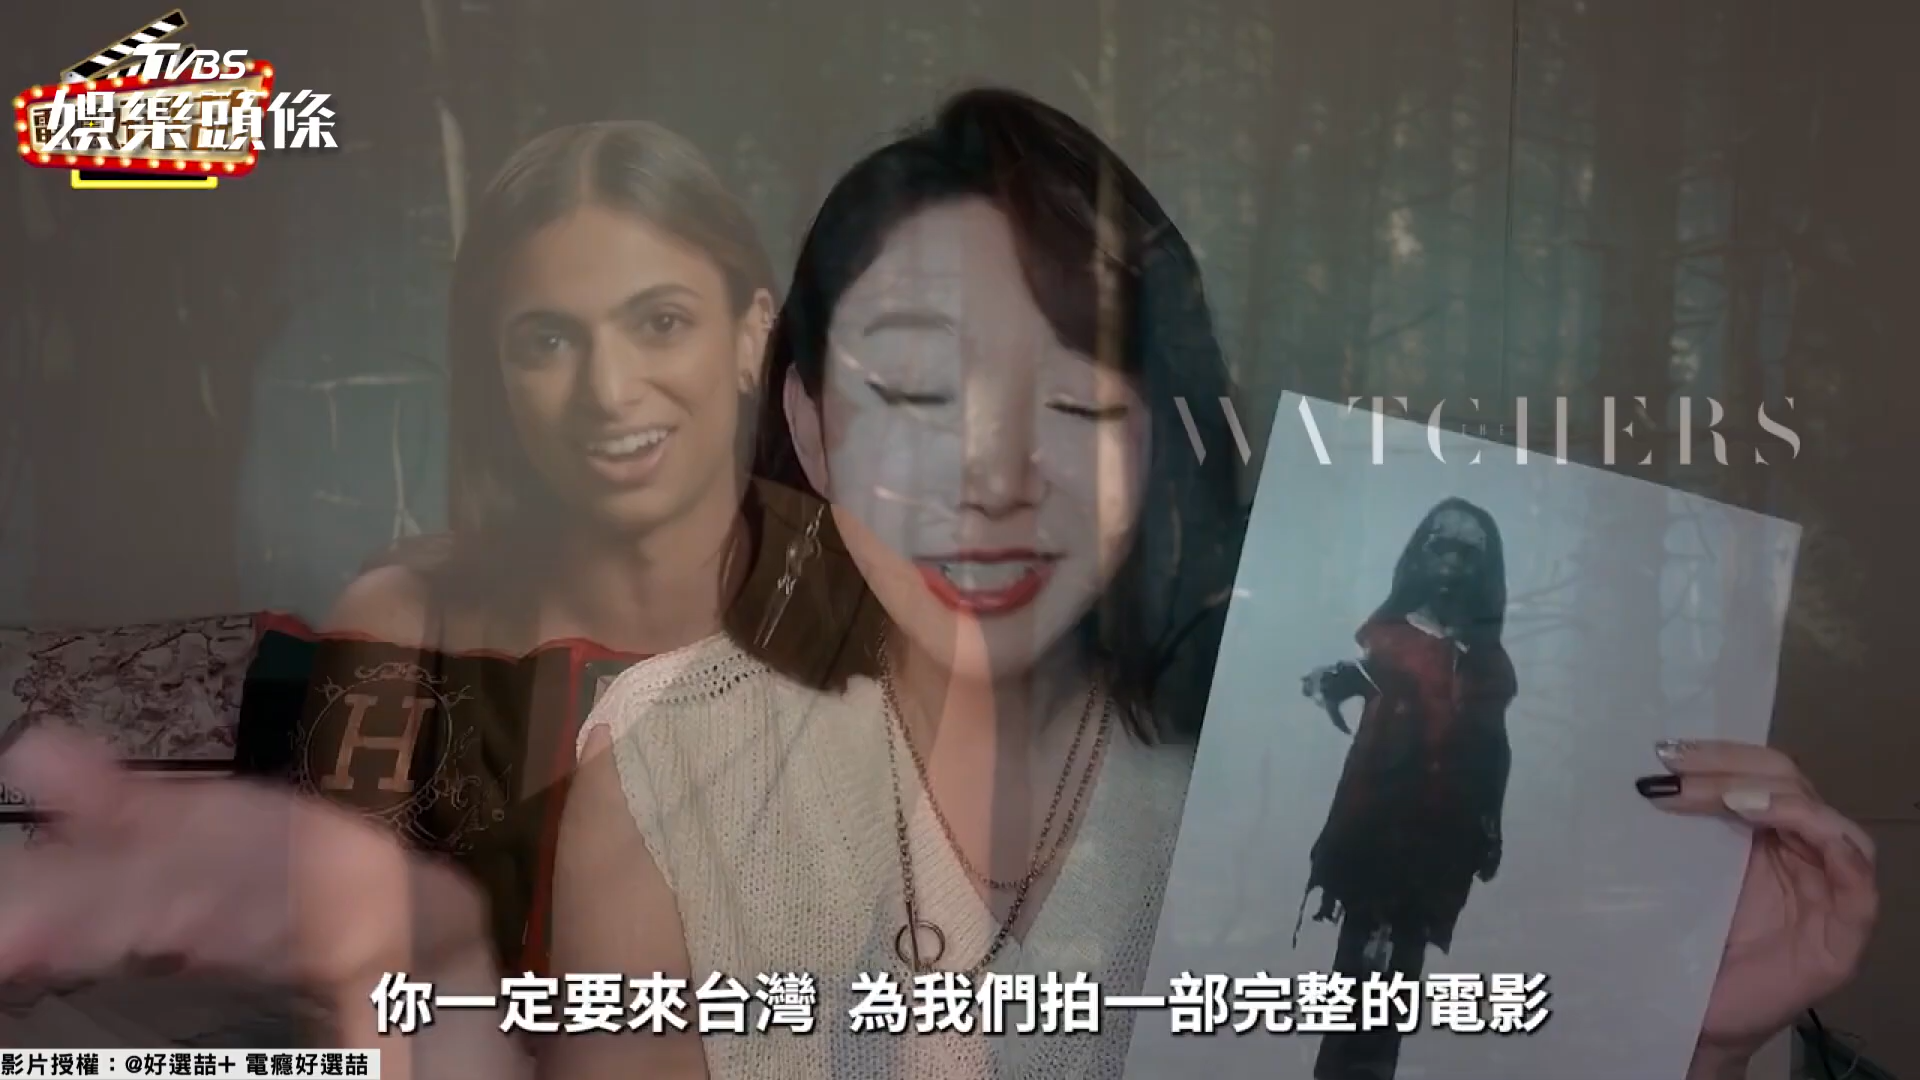 TVBS
娛樂頭條
THE
WATCHERS
H
你一定要來台灣 為我們拍一部完整的電影
影片授權：@好選喆+ 電癮好選喆